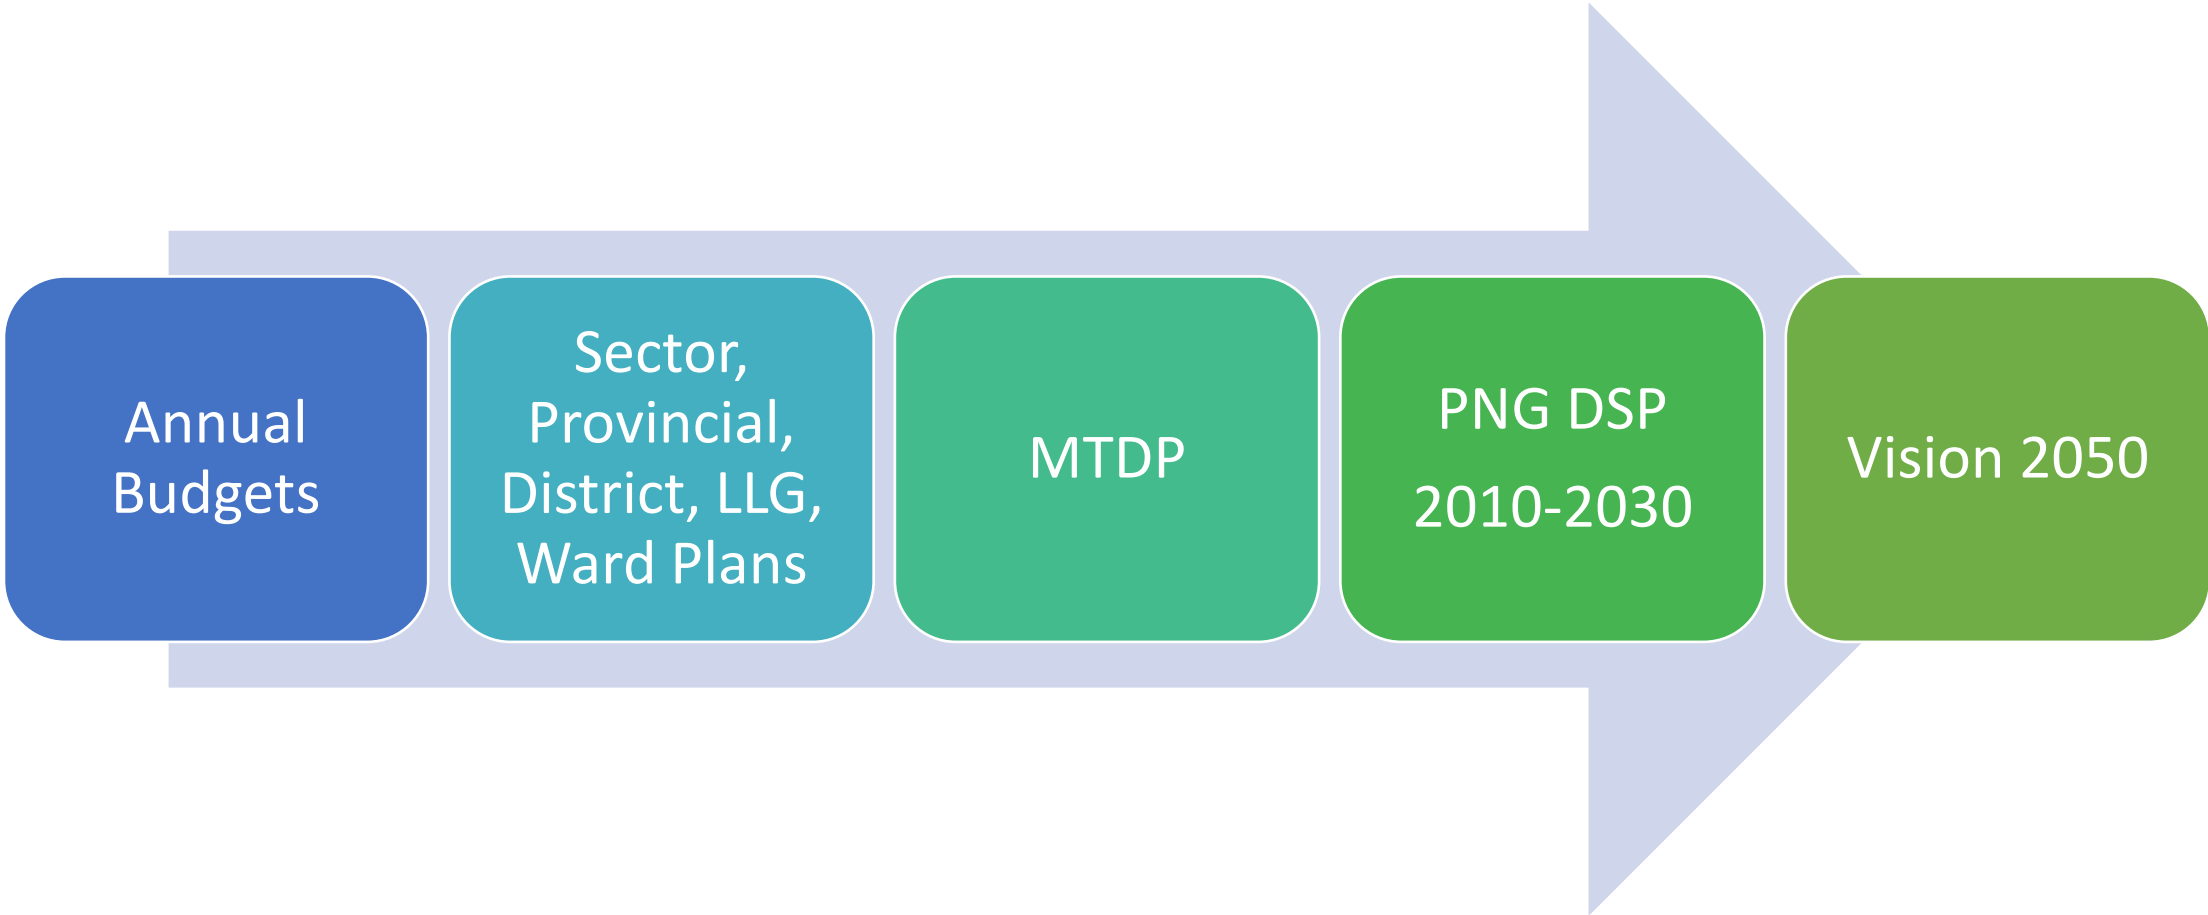 Annual
Budgets
Sector,
Provincial,
District, LLG,
Ward Plans
MTDP
PNG DSP
2010-2030
Vision 2050